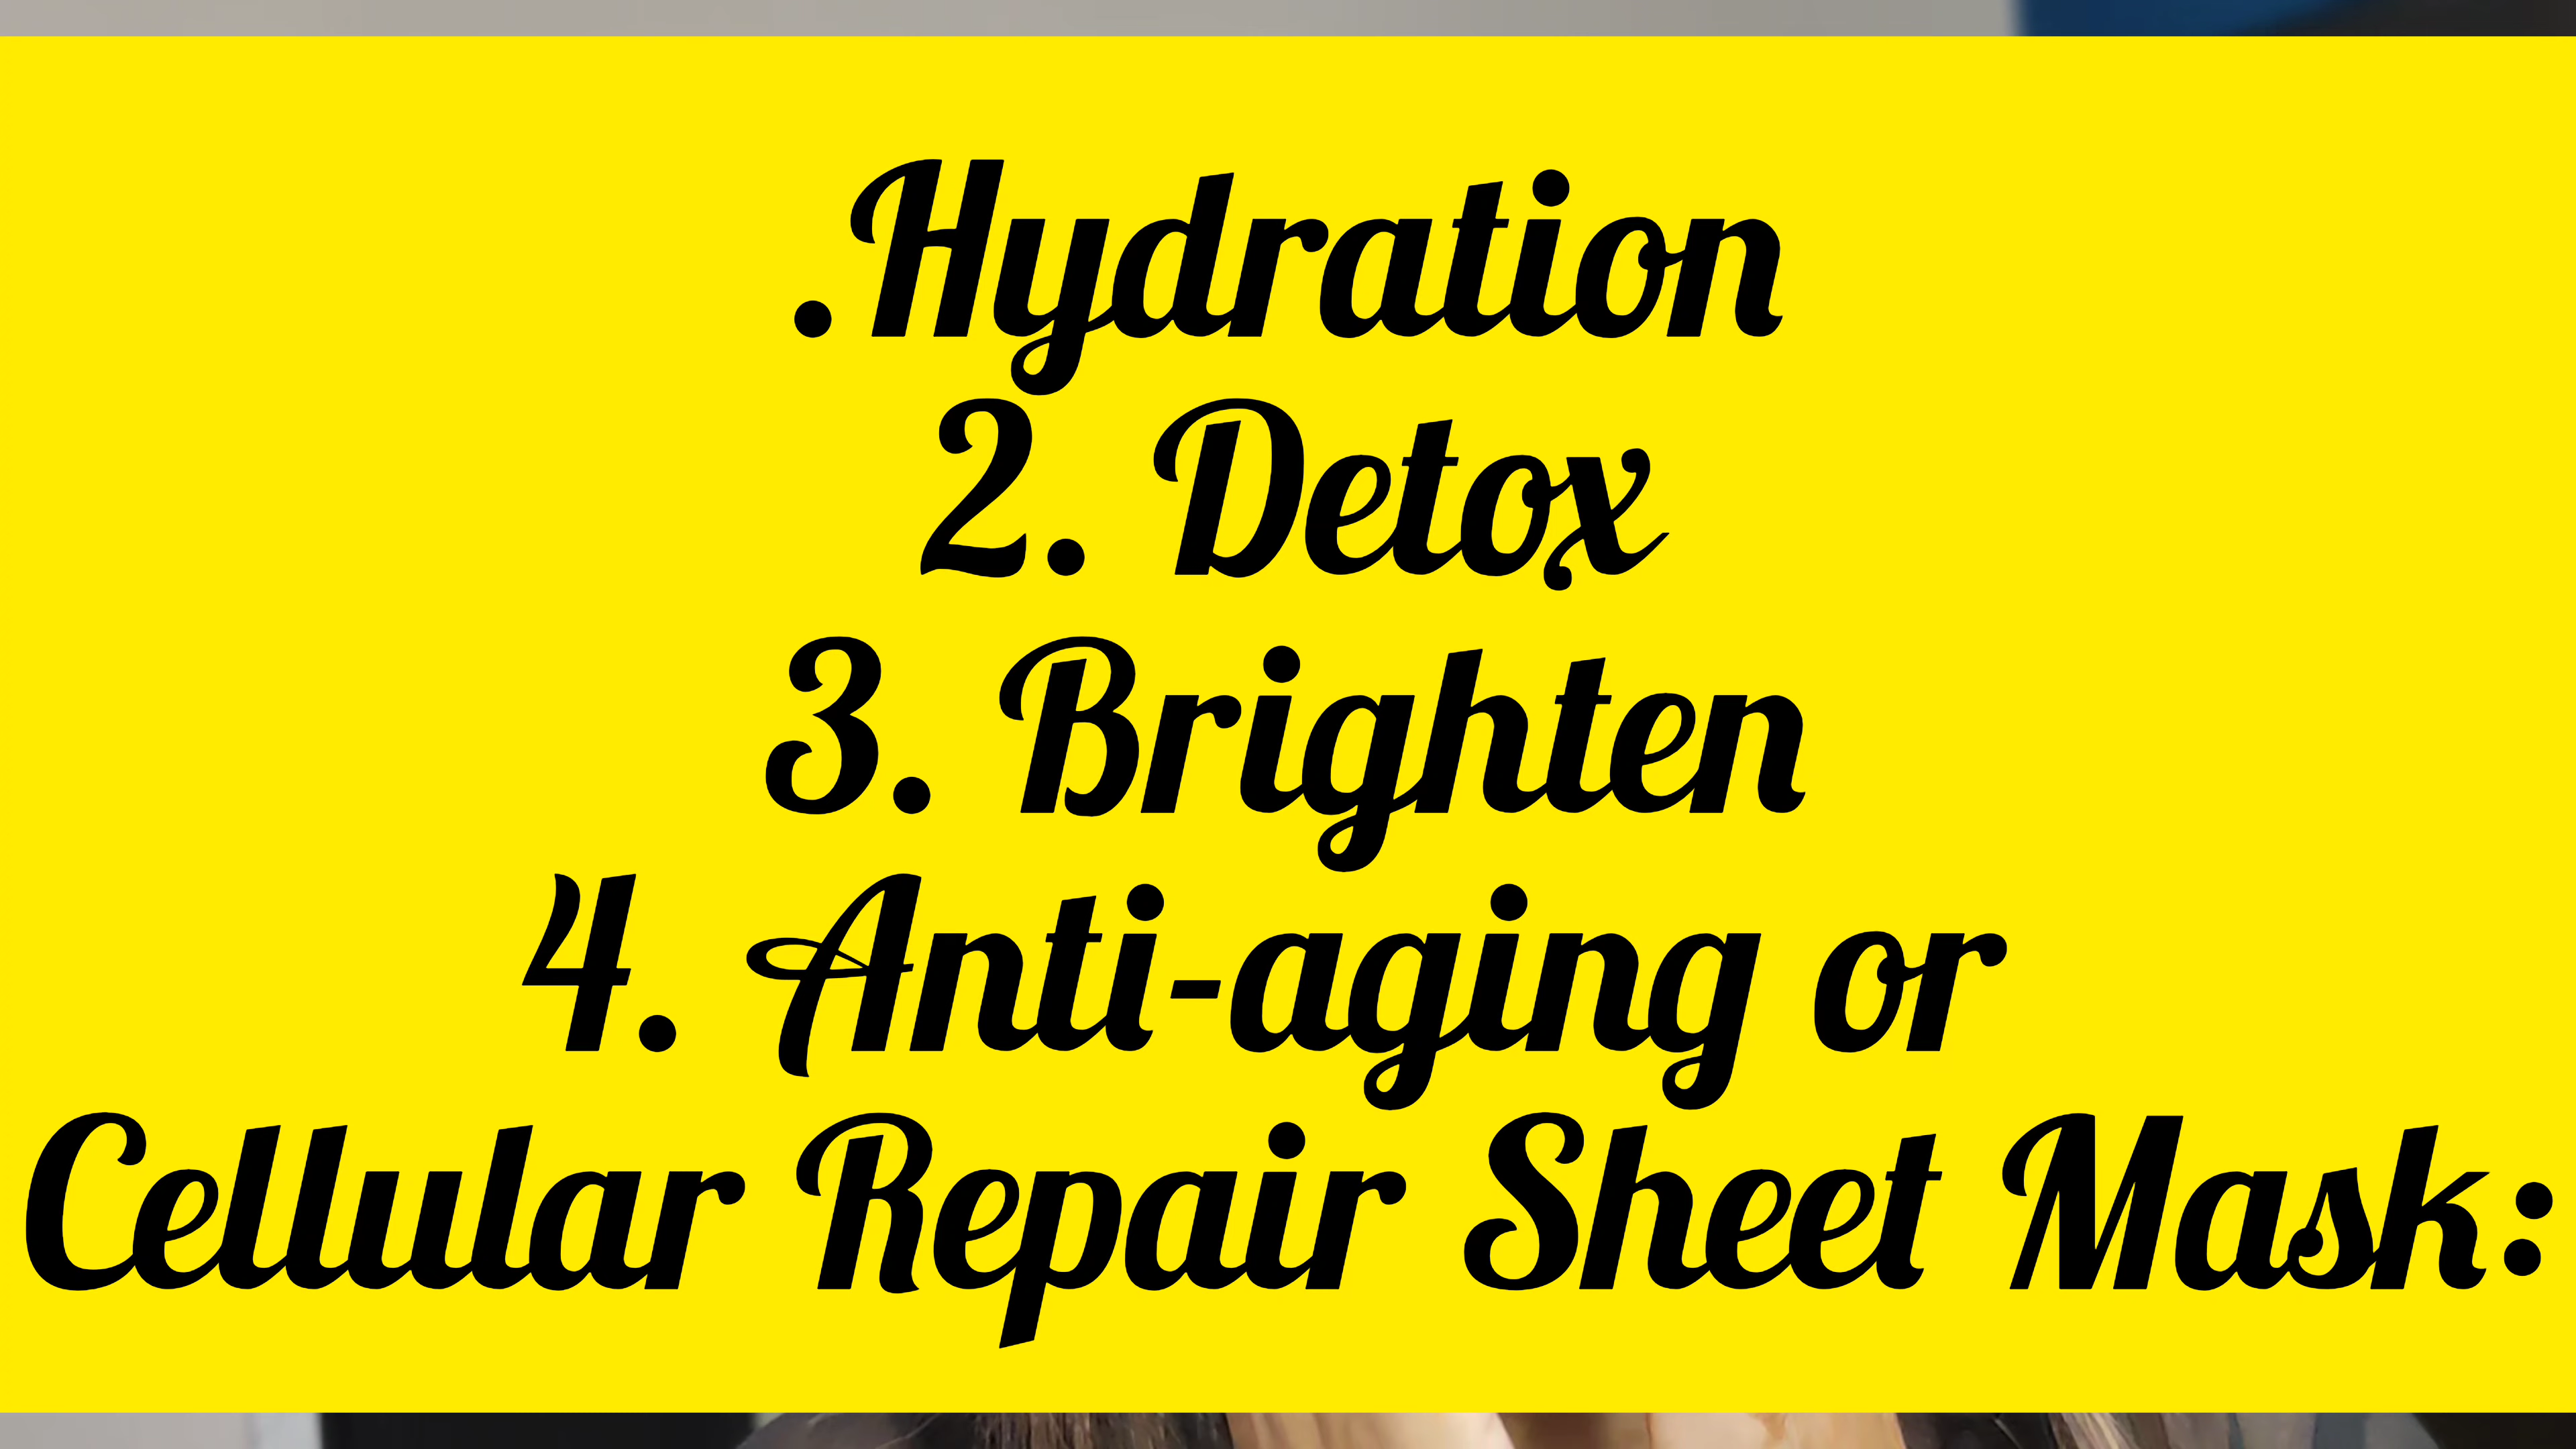 .Hydration
2. Detox
3. Brighten
4. Anti-aging or
Cellular Repair Sheet Mask: